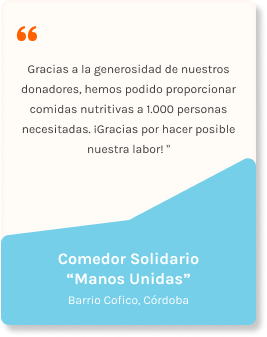 “
Gracias a la generosidad de nuestros
donadores, hemos podido proporcionar
comidas nutritivas a 1.000 personas
necesitadas. ¡Gracias por hacer posible
nuestra labor! "
Comedor Solidario
“Manos Unidas”
Barrio Cofico, Córdoba